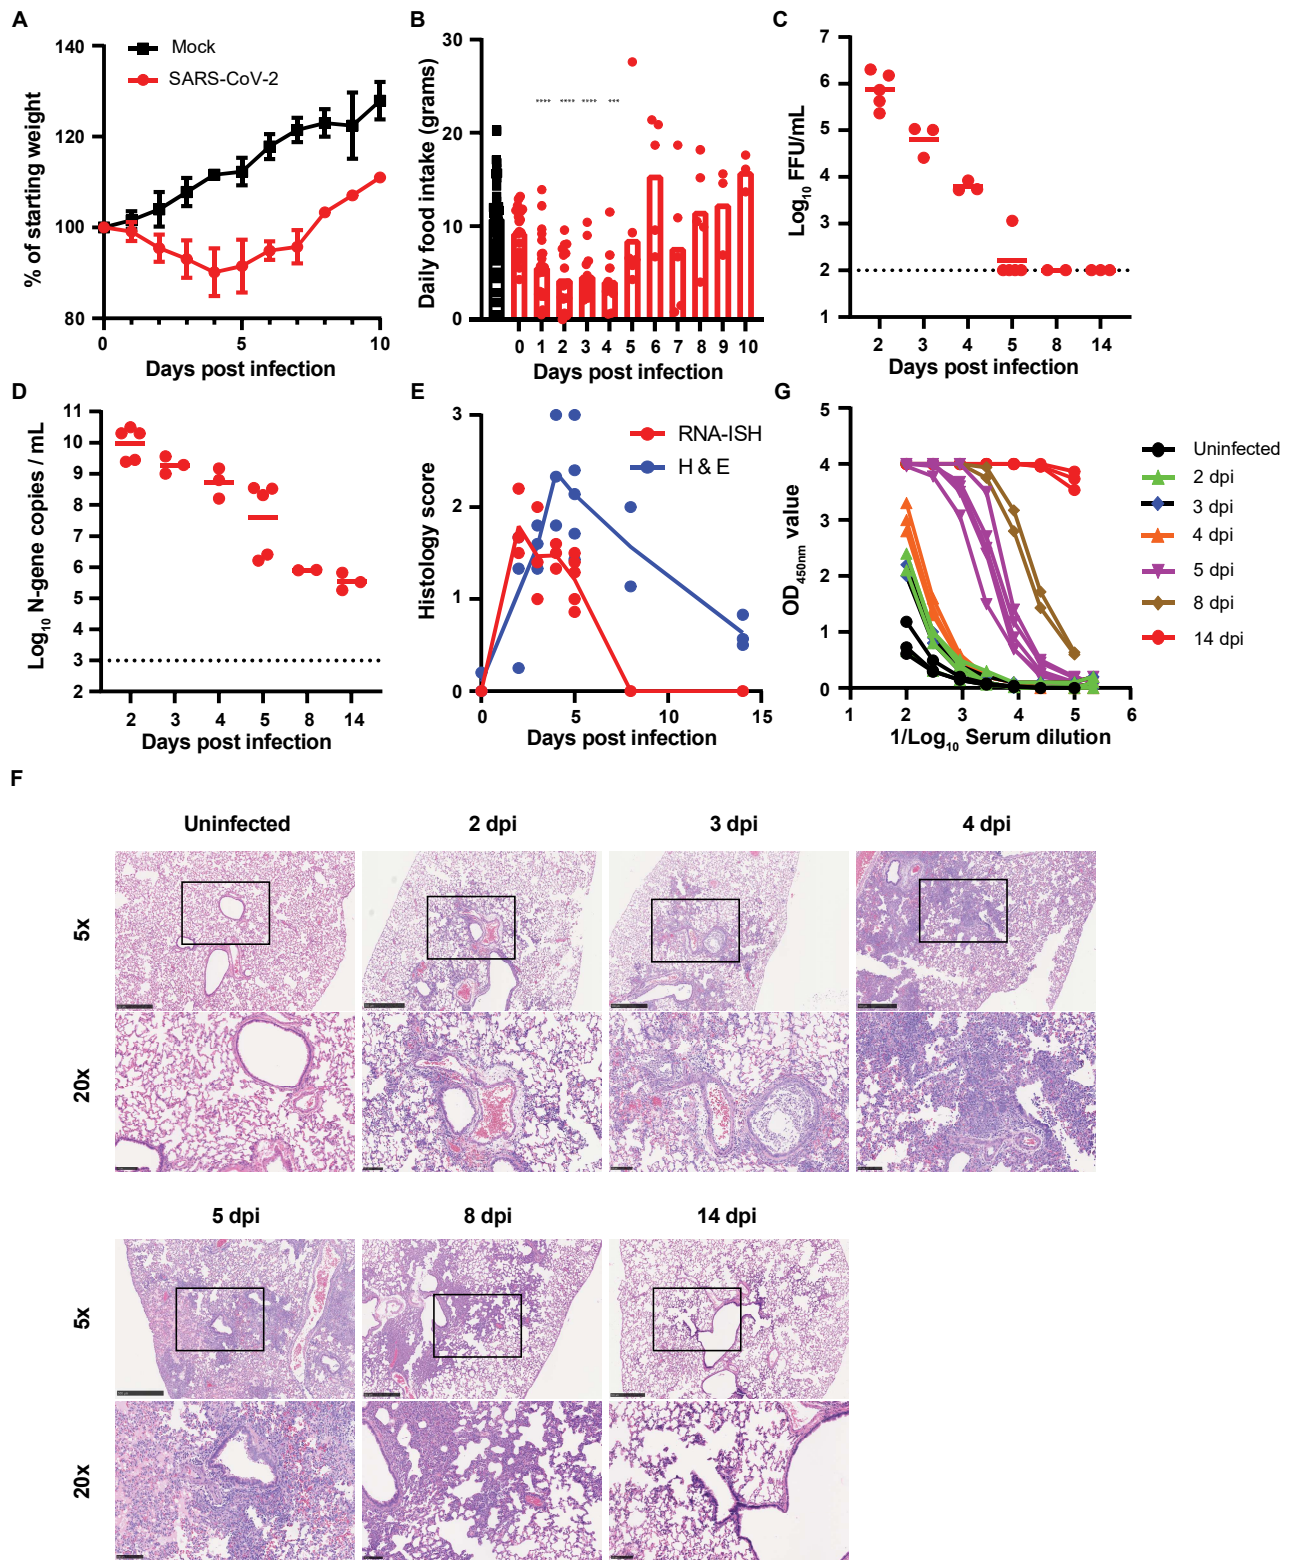 A
140
120
100
80
% of starting weight
Mock
SARS-CoV-2
0 5 10
Days post infection
B
30
20
10
0
Daily food intake (grams)
**** **** **** ***
0 1 2 3 4 5 6 7 8 9 10
Days post infection
C
7
6
5
4
3
2
1
Log10 FFU/mL
2 3 4 5 8 14
Days post infection
D
11
10
9
8
7
6
5
4
3
2
Log10 N-gene copies / mL
2 3 4 5 8 14
Days post infection
E
3
2
1
0
Histology score
RNA-ISH
H & E
0 5 10 15
Days post infection
G
5
4
3
2
1
0
OD450nm value
1 2 3 4 5 6
1/Log10 Serum dilution
Uninfected
2 dpi
3 dpi
4 dpi
5 dpi
8 dpi
14 dpi
F
Uninfected 2 dpi 3 dpi 4 dpi
5x
20x
5 dpi 8 dpi 14 dpi
5x
20x